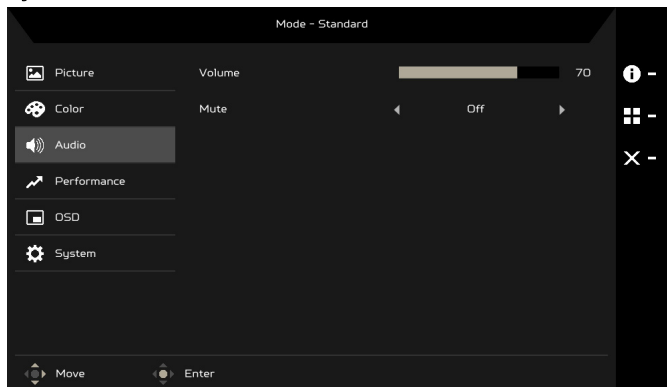 Mode - Standard
Picture
Volume 70
Color
Mute Off
Audio
Performance
OSD
System
Move Enter